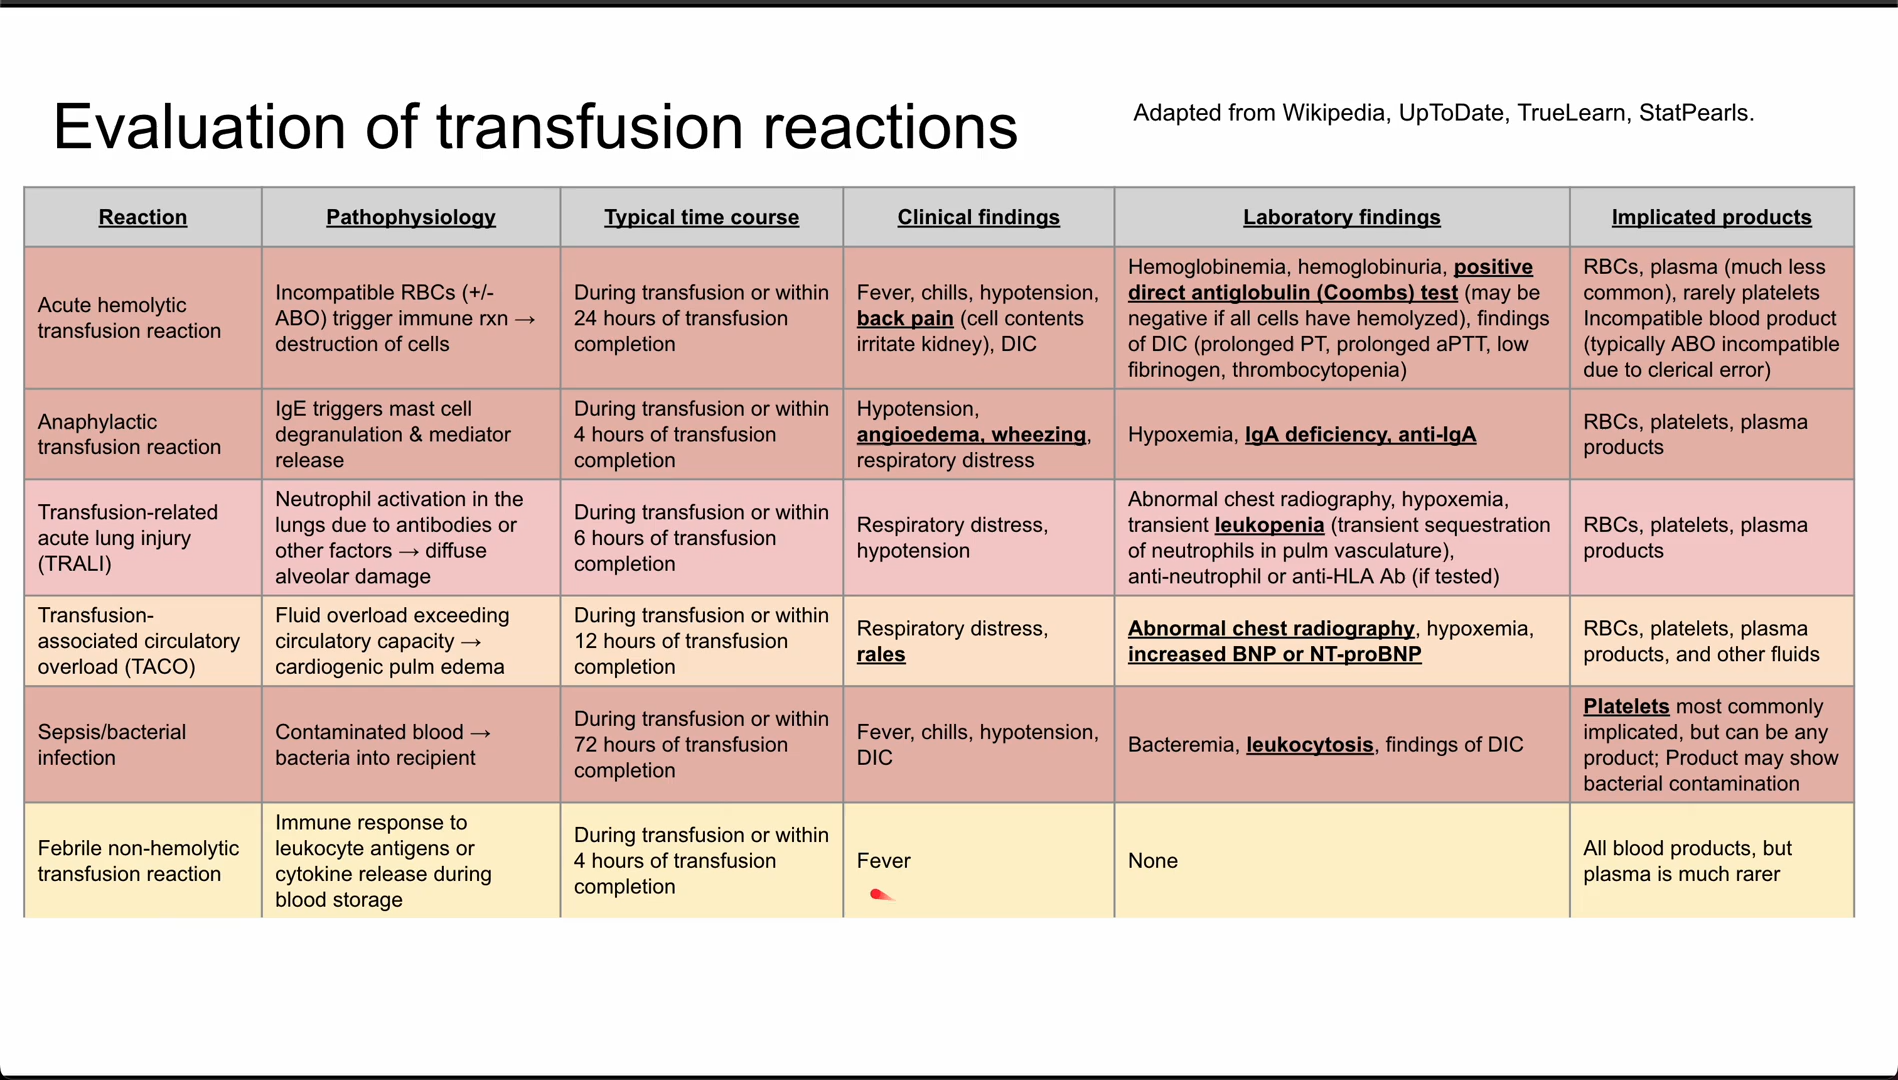 Evaluation of transfusion reactions
Adapted from Wikipedia, UpToDate, TrueLearn, StatPearls.
Reaction
Pathophysiology
Typical time course
Clinical findings
Laboratory findings
Implicated products
Acute hemolytic
transfusion reaction
Incompatible RBCs (+/-
ABO) trigger immune rxn →
destruction of cells
During transfusion or within
24 hours of transfusion
completion
Fever, chills, hypotension,
back pain (cell contents
irritate kidney), DIC
Hemoglobinemia, hemoglobinuria, positive
direct antiglobulin (Coombs) test (may be
negative if all cells have hemolyzed), findings
of DIC (prolonged PT, prolonged aPTT, low
fibrinogen, thrombocytopenia)
RBCs, plasma (much less
common), rarely platelets
Incompatible blood product
(typically ABO incompatible
due to clerical error)
Anaphylactic
transfusion reaction
IgE triggers mast cell
degranulation & mediator
release
During transfusion or within
4 hours of transfusion
completion
Hypotension,
angioedema, wheezing,
respiratory distress
Hypoxemia, IgA deficiency, anti-IgA
RBCs, platelets, plasma
products
Transfusion-related
acute lung injury
(TRALI)
Neutrophil activation in the
lungs due to antibodies or
other factors → diffuse
alveolar damage
During transfusion or within
6 hours of transfusion
completion
Respiratory distress,
hypotension
Abnormal chest radiography, hypoxemia,
transient leukopenia (transient sequestration
of neutrophils in pulm vasculature),
anti-neutrophil or anti-HLA Ab (if tested)
RBCs, platelets, plasma
products
Transfusion-
associated circulatory
overload (TACO)
Fluid overload exceeding
circulatory capacity →
cardiogenic pulm edema
During transfusion or within
12 hours of transfusion
completion
Respiratory distress,
rales
Abnormal chest radiography, hypoxemia,
increased BNP or NT-proBNP
RBCs, platelets, plasma
products, and other fluids
Sepsis/bacterial
infection
Contaminated blood →
bacteria into recipient
During transfusion or within
72 hours of transfusion
completion
Fever, chills, hypotension,
DIC
Bacteremia, leukocytosis, findings of DIC
Platelets most commonly
implicated, but can be any
product; Product may show
bacterial contamination
Febrile non-hemolytic
transfusion reaction
Immune response to
leukocyte antigens or
cytokine release during
blood storage
During transfusion or within
4 hours of transfusion
completion
Fever
None
All blood products, but
plasma is much rarer